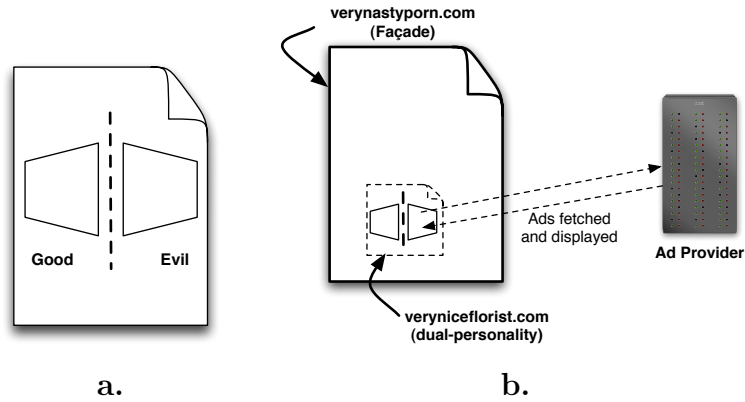 verynastyporn.com
(Façade)
Good
Evil
Ads fetched
and displayed
Ad Provider
veryniceflorist.com
(dual-personality)
a.
b.